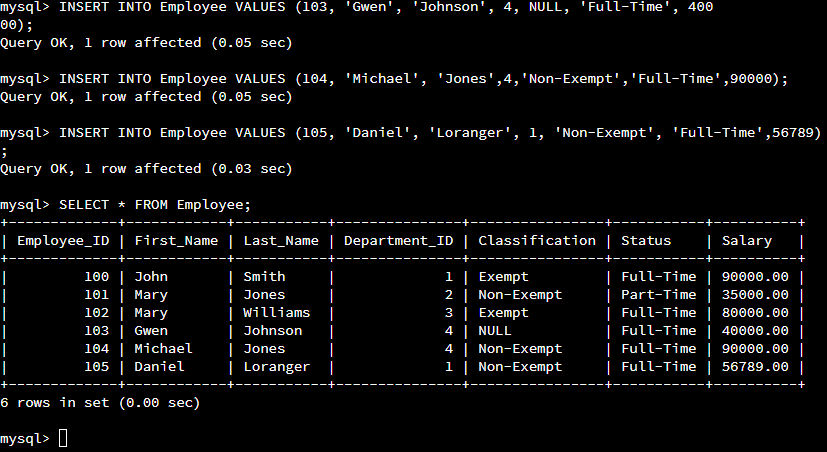 mysql> INSERT INTO Employee VALUES (103, 'Gwen', 'Johnson', 4, NULL, 'Full-Time', 400
00);
Query OK, 1 row affected (0.05 sec)
mysql> INSERT INTO Employee VALUES (104, 'Michael', 'Jones',4,'Non-Exempt','Full-Time',90000);
Query OK, 1 row affected (0.05 sec)
mysql> INSERT INTO Employee VALUES (105, 'Daniel', 'Loranger', 1, 'Non-Exempt', 'Full-Time',56789)
;
Query OK, 1 row affected (0.03 sec)
mysql> SELECT * FROM Employee;
+-------------+------------+-----------+---------------+----------------+-----------+----------+
| Employee_ID | First_Name | Last_Name | Department_ID | Classification | Status    | Salary   |
+-------------+------------+-----------+---------------+----------------+-----------+----------+
|         100 | John       | Smith     |             1 | Exempt         | Full-Time | 90000.00 |
|         101 | Mary       | Jones     |             2 | Non-Exempt     | Part-Time | 35000.00 |
|         102 | Mary       | Williams  |             3 | Exempt         | Full-Time | 80000.00 |
|         103 | Gwen       | Johnson   |             4 | NULL           | Full-Time | 40000.00 |
|         104 | Michael    | Jones     |             4 | Non-Exempt     | Full-Time | 90000.00 |
|         105 | Daniel     | Loranger  |             1 | Non-Exempt     | Full-Time | 56789.00 |
+-------------+------------+-----------+---------------+----------------+-----------+----------+
6 rows in set (0.00 sec)
mysql>